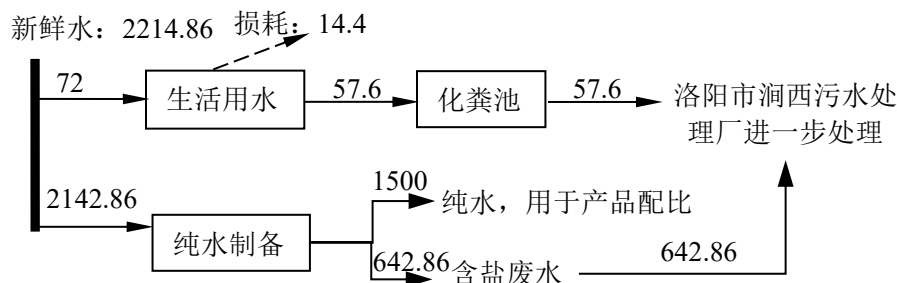 新鲜水：2214.86
损耗：14.4
72
生活用水
57.6
化粪池
57.6
洛阳市涧西污水处
理厂进一步处理
2142.86
纯水制备
1500
纯水，用于产品配比
642.86
含盐废水
642.86